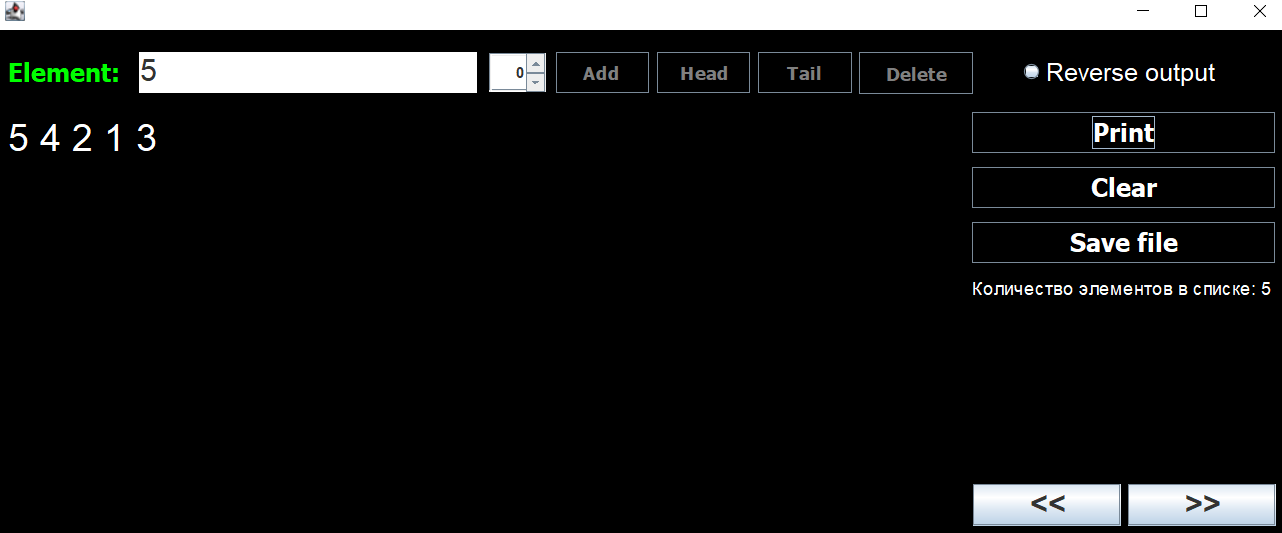 Element: 5 0 Add Head Tail Delete Reverse output
5 4 2 1 3
Print
Clear
Save file
Количество элементов в списке: 5
<< >>